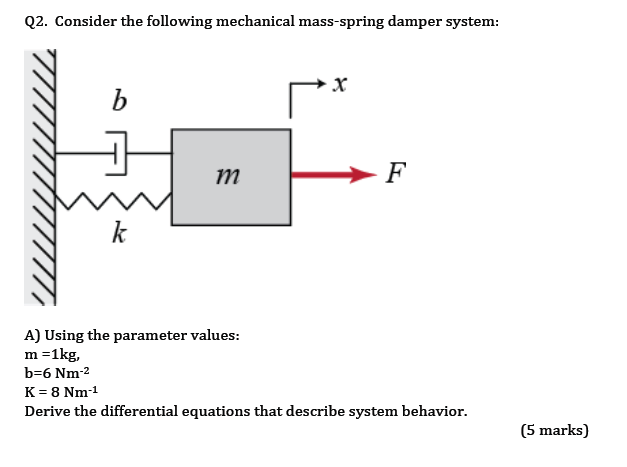 Q2. Consider the following mechanical mass-spring damper system:
x
b
m
F
k
A) Using the parameter values:
m =1kg,
b=6 Nm⁻²
K = 8 Nm⁻¹
Derive the differential equations that describe system behavior.
(5 marks)